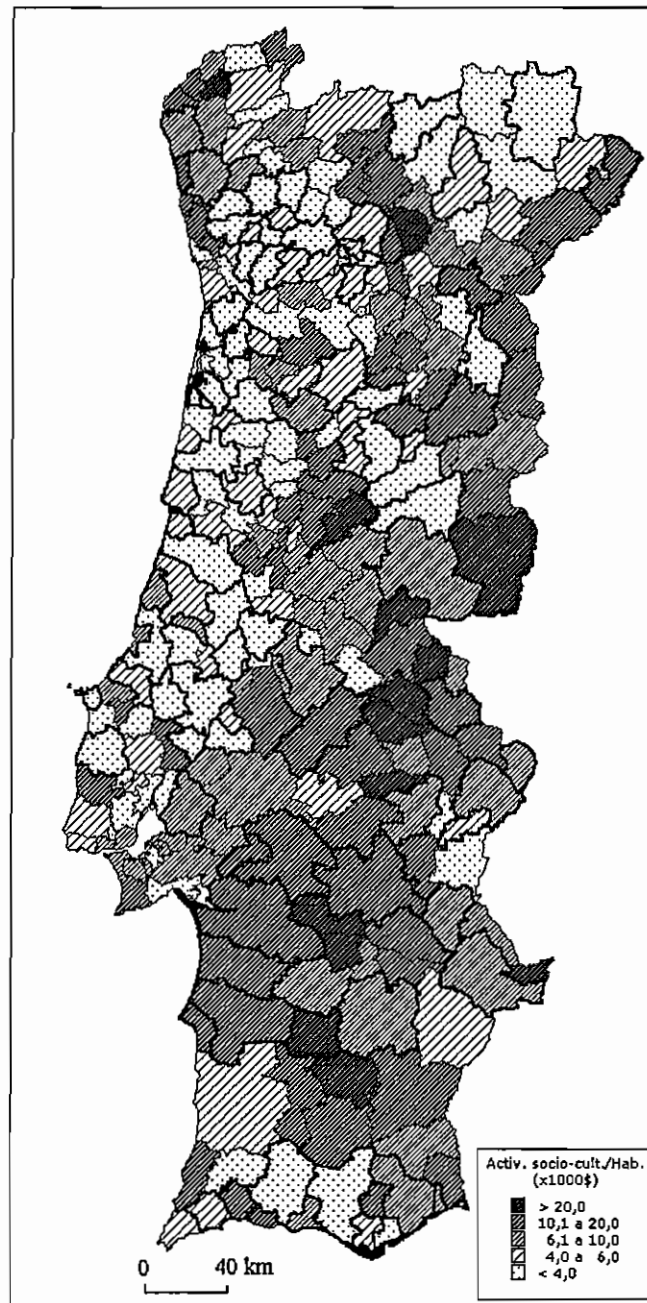 Activ. socio-cult./Hab.
(x1000$)
> 20,0
10,1 a 20,0
6,1 a 10,0
4,0 a 6,0
< 4,0
0 40 km